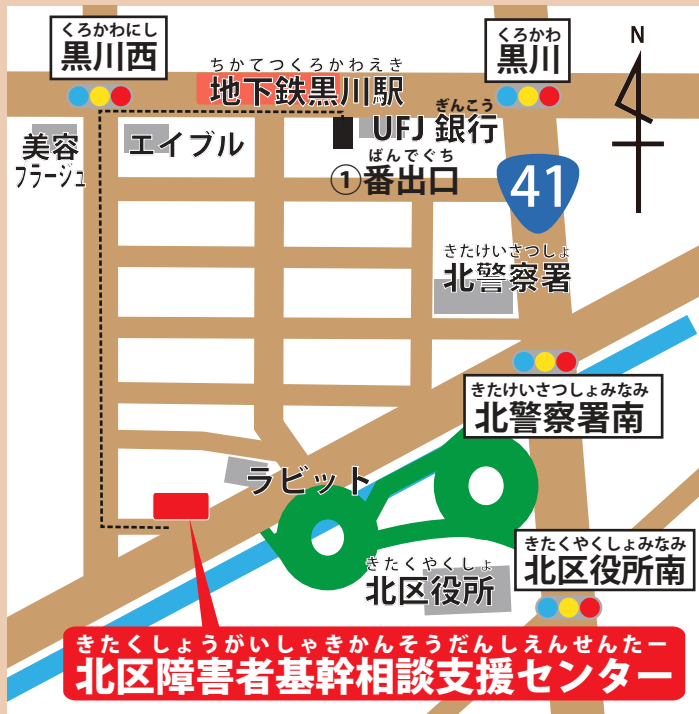 くろかわにし
黒川西
ちかてつくろかわえき
地下鉄黒川駅
くろかわ
黒川
N
美容
フラージュ
エイブル
ぎんこう
UFJ 銀行
ばんでぐち
①番出口
41
きたけいさつしょ
北警察署
きたけいさつしょみなみ
北警察署南
ラビット
きたくやくしょ
北区役所
きたくやくしょみなみ
北区役所南
きたくしょうがいしゃきかんそうだんしえんせんたー
北区障害者基幹相談支援センター